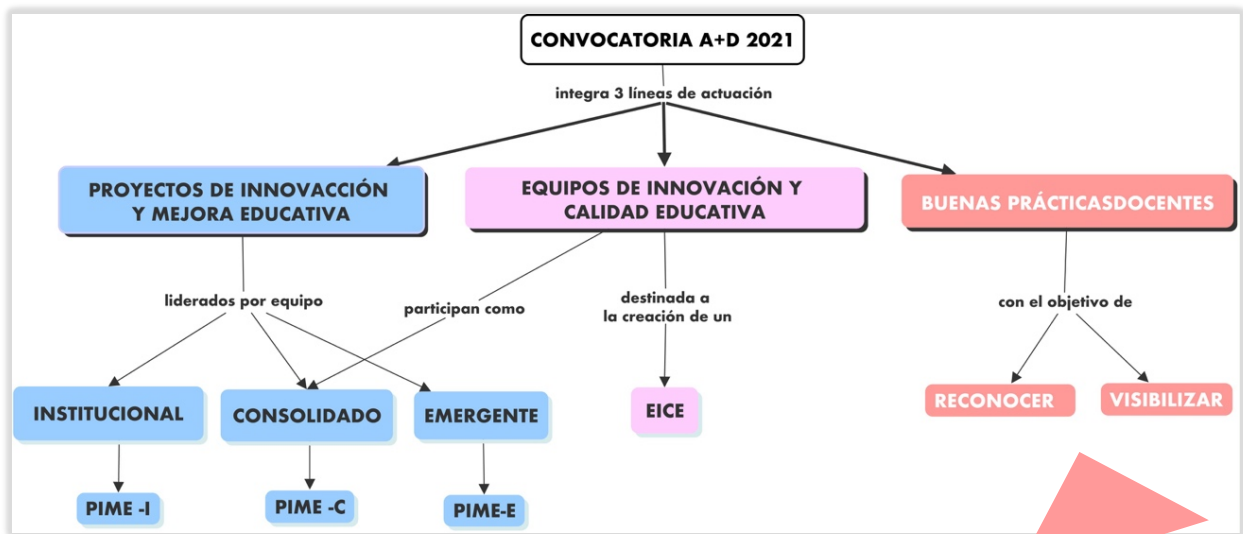 CONVOCATORIA A+D 2021
integra 3 líneas de actuación
PROYECTOS DE INNOVACCIÓN
Y MEJORA EDUCATIVA
EQUIPOS DE INNOVACIÓN Y
CALIDAD EDUCATIVA
BUENAS PRÁCTICASDOCENTES
liderados por equipo
participan como
destinada a
la creación de un
con el objetivo de
INSTITUCIONAL
CONSOLIDADO
EMERGENTE
EICE
RECONOCER
VISIBILIZAR
PIME -I
PIME -C
PIME-E